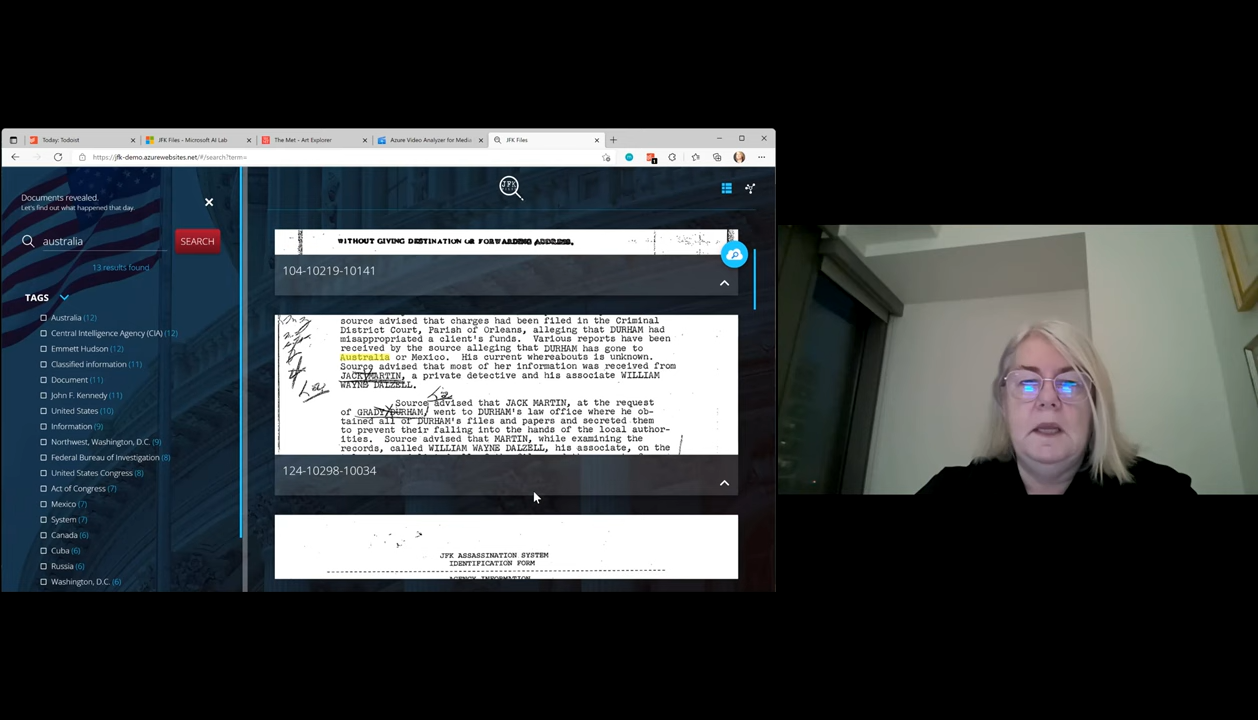 Today: Todoist
JFK Files - Microsoft AI Lab
The Met - Art Explorer
Azure Video Analyzer for Medi
JFK Files
https://jfk-demo.azurewebsites.net/#/search?term=
Documents revealed.
Let's find out what happened that day.
australia
SEARCH
13 results found
TAGS
Australia (12)
Central Intelligence Agency (CIA) (12)
Emmett Hudson (12)
Classified information (11)
Document (11)
John F. Kennedy (11)
United States (10)
Information (9)
Northwest, Washington, D.C. (9)
Federal Bureau of Investigation (8)
United States Congress (8)
Act of Congress (7)
Mexico (7)
System (7)
Canada (6)
Cuba (6)
Russia (6)
Washington, D.C. (6)
JFK
WITHOUT GIVING DESTINATION OR FORWARDING ADDRESS.
104-10219-10141
source advised that charges had been filed in the Criminal
District Court, Parish of Orleans, alleging that DURHAM had
misappropriated a client's funds. Various reports have been
received by the source alleging that DURHAM has gone to
Australia or Mexico. His current whereabouts is unknown.
Source advised that most of her information was received from
JACK MARTIN, a private detective and his associate WILLIAM
WAYNE DALZELL.
Source advised that JACK MARTIN, at the request
of GRADY DURHAM, went to DURHAM's law office where he ob-
tained all of DURHAM's files and papers and secreted them
to prevent their falling into the hands of the local author-
ities. Source advised that MARTIN, while examining the
records, called WILLIAM WAYNE DALZELL, his associate, on the
124-10298-10034
JFK ASSASSINATION SYSTEM
IDENTIFICATION FORM
AGENCY INFORMATION